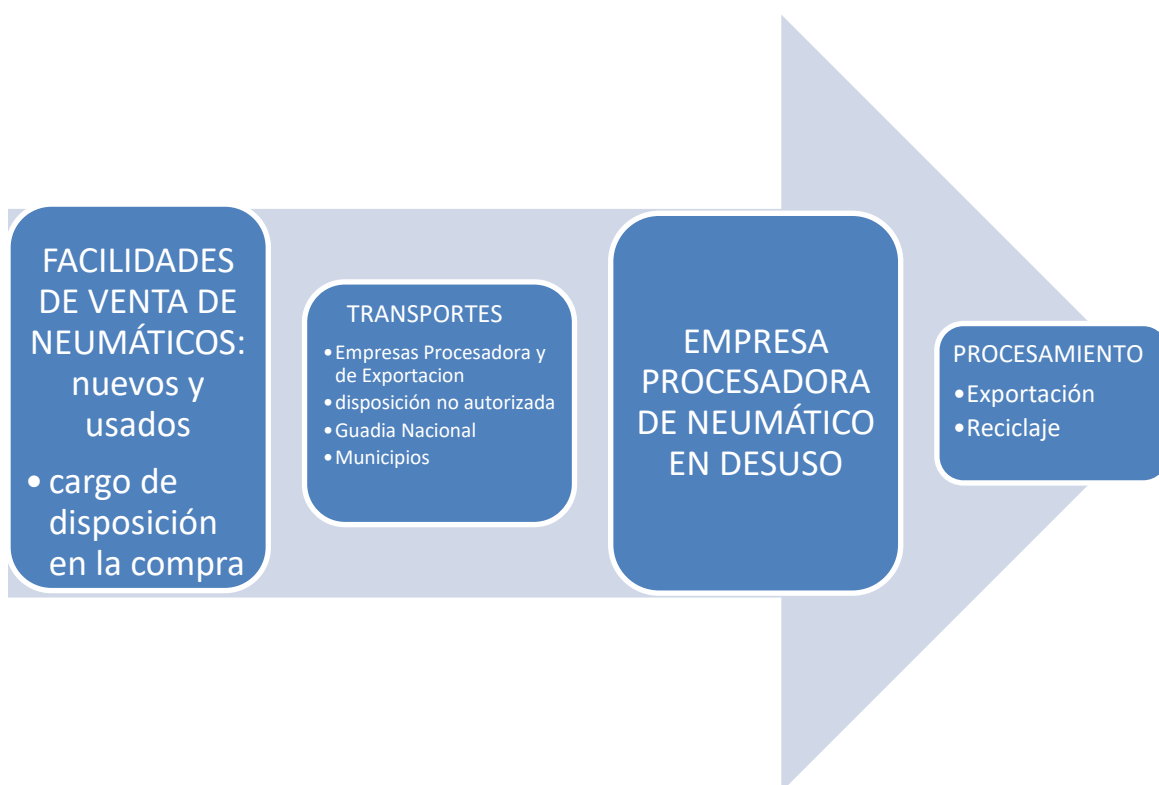 FACILIDADES
DE VENTA DE
NEUMÁTICOS:
nuevos y
usados
• cargo de
disposición
en la compra
TRANSPORTES
•Empresas Procesadora y
de Exportacion
•disposición no autorizada
•Guadia Nacional
•Municipios
EMPRESA
PROCESADORA
DE NEUMÁTICO
EN DESUSO
PROCESAMIENTO
•Exportación
•Reciclaje